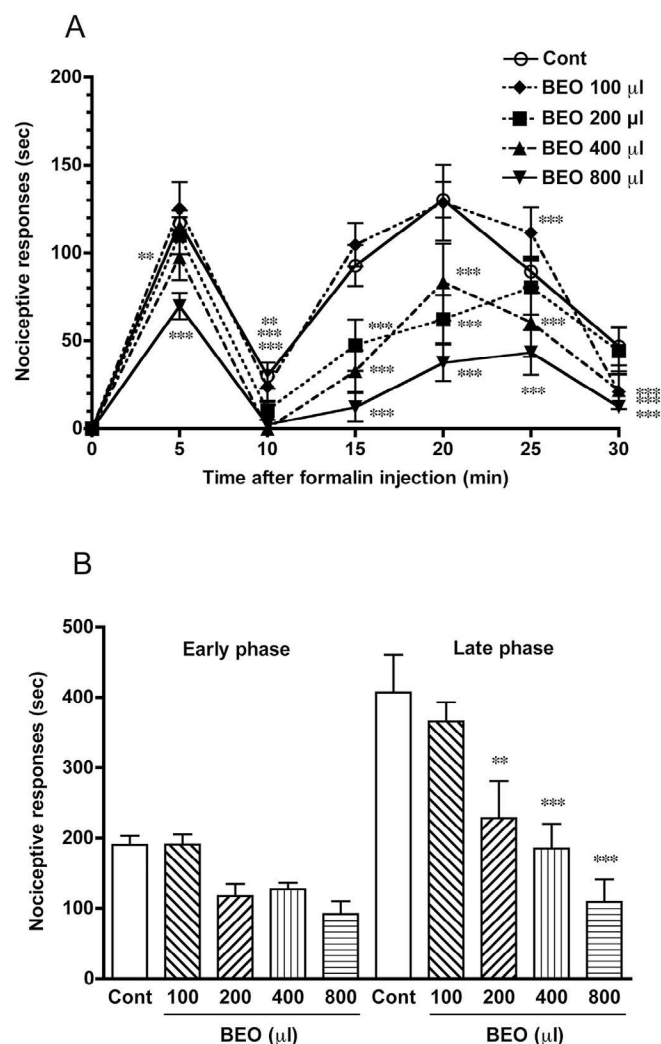 A
Cont
BEO 100 μl
BEO 200 μl
BEO 400 μl
BEO 800 μl
Nociceptive responses (sec)
200
150
100
50
0
***
**
**
***
***
***
***
***
***
***
***
***
***
***
***
***
***
0 5 10 15 20 25 30
Time after formalin injection (min)
B
Nociceptive responses (sec)
500
400
300
200
100
0
Early phase Late phase
**
***
***
Cont 100 200 400 800 Cont 100 200 400 800
BEO (μl) BEO (μl)